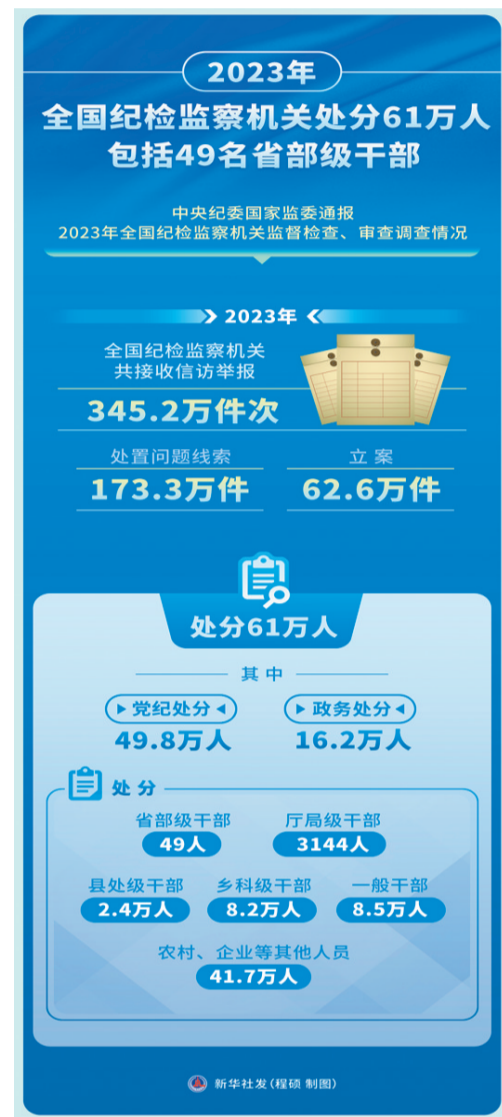 2023年
全国纪检监察机关处分61万人
包括49名省部级干部
中央纪委国家监委通报
2023年全国纪检监察机关监督检查、审查调查情况
2023年
全国纪检监察机关
共接收信访举报
345.2万件次
处置问题线索
173.3万件
立案
62.6万件
处分61万人
其中
党纪处分
49.8万人
政务处分
16.2万人
处分
省部级干部
49人
厅局级干部
3144人
县处级干部
2.4万人
乡科级干部
8.2万人
一般干部
8.5万人
农村、企业等其他人员
41.7万人
新华社发(程硕 制图)